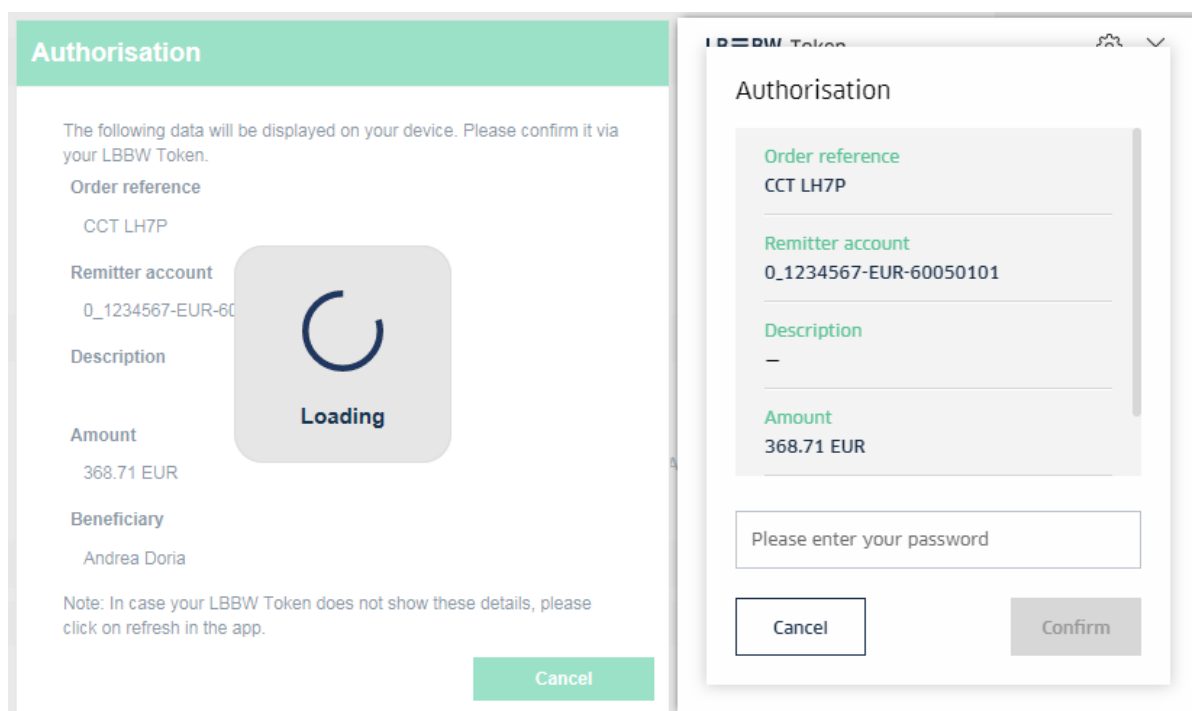 Authorisation
The following data will be displayed on your device. Please confirm it via
your LBBW Token.
Order reference
CCT LH7P
Remitter account
0_1234567-EUR-60
Description
Amount
368.71 EUR
Beneficiary
Andrea Doria
Note: In case your LBBW Token does not show these details, please
click on refresh in the app.
Cancel
Loading
LBBW Token
Authorisation
Order reference
CCT LH7P
Remitter account
0_1234567-EUR-60050101
Description
–
Amount
368.71 EUR
Please enter your password
Cancel
Confirm